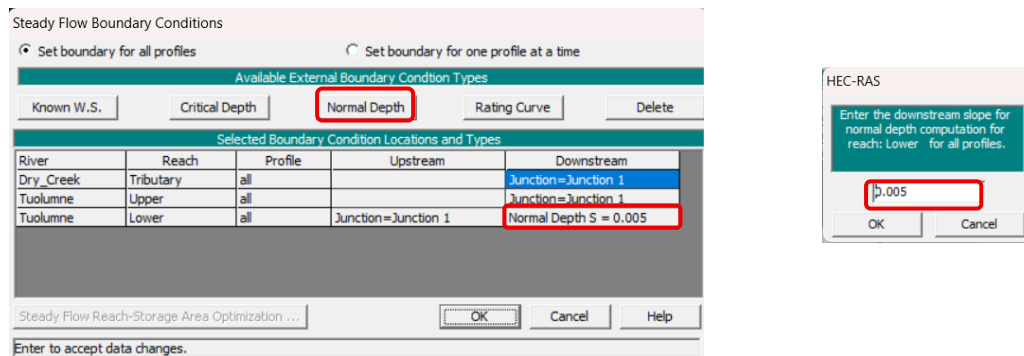 Steady Flow Boundary Conditions
Set boundary for all profiles Set boundary for one profile at a time
Available External Boundary Condtion Types
Known W.S. Critical Depth Normal Depth Rating Curve Delete
Selected Boundary Condition Locations and Types
River Reach Profile Upstream Downstream
Dry_Creek Tributary all Junction=Junction 1
Tuolumne Upper all Junction=Junction 1
Tuolumne Lower all Junction=Junction 1 Normal Depth S = 0.005
Steady Flow Reach-Storage Area Optimization ... OK Cancel Help
Enter to accept data changes.
HEC-RAS
Enter the downstream slope for
normal depth computation for
reach: Lower for all profiles.
0.005
OK Cancel